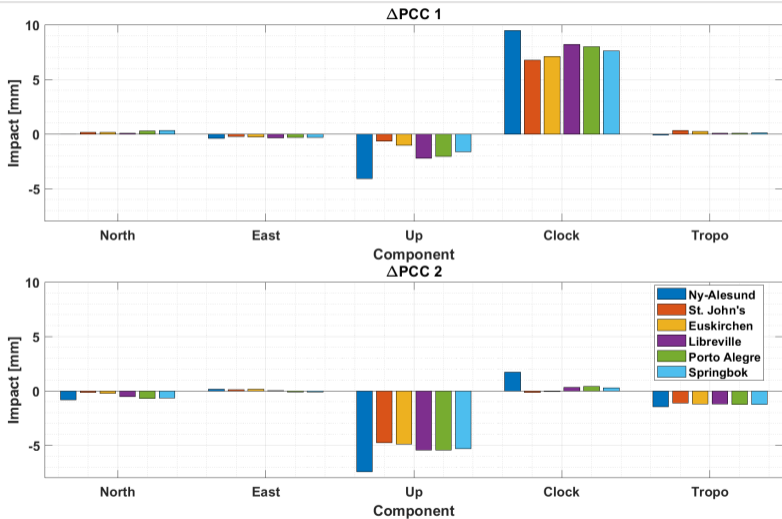 ΔPCC 1
10
5
0
-5
Impact [mm]
North East Up Clock Tropo
Component
ΔPCC 2
10
5
0
-5
Impact [mm]
Ny-Alesund
St. John's
Euskirchen
Libreville
Porto Alegre
Springbok
North East Up Clock Tropo
Component